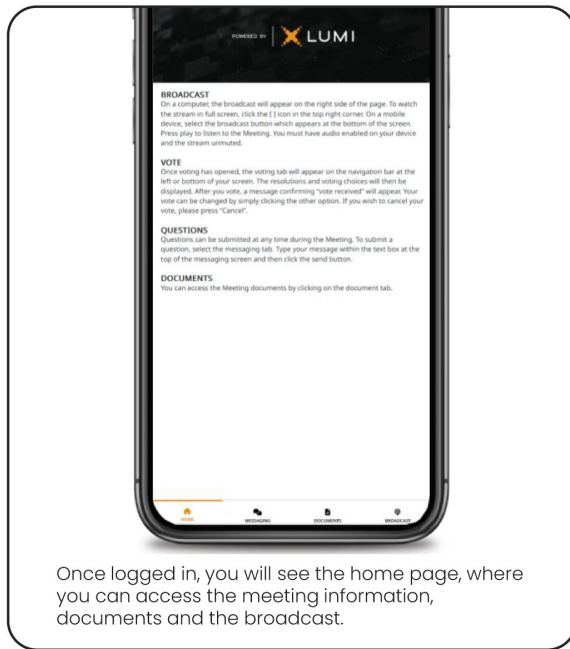 POWERED BY LUMI
BROADCAST
On a computer, the broadcast will appear on the right side of the page. To watch
the stream in full screen, click the [ ] icon in the top right corner. On a mobile
device, select the broadcast button which appears at the bottom of the screen.
Press play to listen to the Meeting. You must have audio enabled on your device
and the stream unmuted.
VOTE
Once voting has opened, the voting tab will appear on the navigation bar at the
left or bottom of your screen. The resolutions and voting choices will then be
displayed. After you vote, a message confirming "vote received" will appear. Your
vote can be changed by simply clicking the other option. If you wish to cancel your
vote, please press "Cancel".
QUESTIONS
Questions can be submitted at any time during the Meeting. To submit a
question, select the messaging tab. Type your message within the text box at the
top of the messaging screen and then click the send button.
DOCUMENTS
You can access the Meeting documents by clicking on the document tab.
HOME MESSAGING DOCUMENTS BROADCAST
Once logged in, you will see the home page, where
you can access the meeting information,
documents and the broadcast.